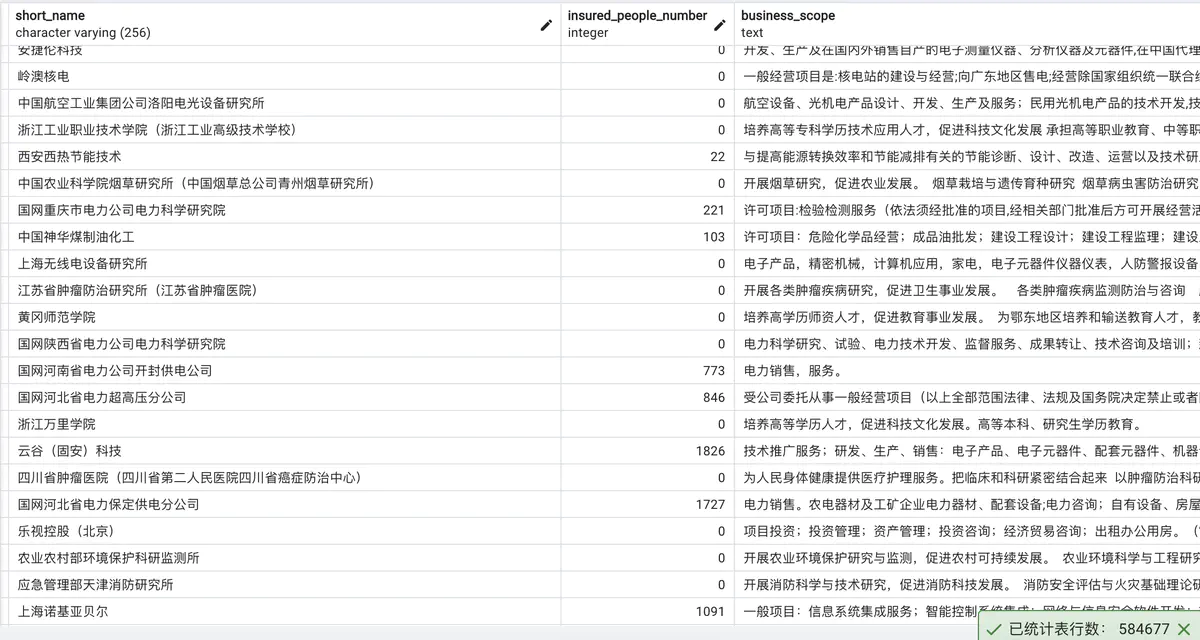 short_name insured_people_number business_scope
character varying (256) integer text
安捷伦科技 0 开发、生产及在国内外销售自产的电子测量仪器、分析仪器及元器件,在中国代理
岭澳核电 0 一般经营项目是:核电站的建设与经营;向广东地区售电;经营除国家组织统一联合经
中国航空工业集团公司洛阳电光设备研究所 0 航空设备、光机电产品设计、开发、生产及服务；民用光机电产品的技术开发,技
浙江工业职业技术学院（浙江工业高级技术学校） 0 培养高等专科学历技术应用人才，促进科技文化发展 承担高等职业教育、中等职
西安西热节能技术 22 与提高能源转换效率和节能减排有关的节能诊断、设计、改造、运营以及技术研
中国农业科学院烟草研究所（中国烟草总公司青州烟草研究所） 0 开展烟草研究，促进农业发展。 烟草栽培与遗传育种研究 烟草病虫害防治研究
国网重庆市电力公司电力科学研究院 221 许可项目:检验检测服务（依法须经批准的项目,经相关部门批准后方可开展经营活
中国神华煤制油化工 103 许可项目：危险化学品经营；成品油批发；建设工程设计；建设工程监理；建设
上海无线电设备研究所 0 电子产品，精密机械，计算机应用，家电，电子元器件仪器仪表，人防警报设备
江苏省肿瘤防治研究所（江苏省肿瘤医院） 0 开展各类肿瘤疾病研究，促进卫生事业发展。 各类肿瘤疾病监测防治与咨询
黄冈师范学院 0 培养高学历师资人才，促进教育事业发展。 为鄂东地区培养和输送教育人才，教
国网陕西省电力公司电力科学研究院 0 电力科学研究、试验、电力技术开发、监督服务、成果转让、技术咨询及培训；
国网河南省电力公司开封供电公司 773 电力销售，服务。
国网河北省电力超高压分公司 846 受公司委托从事一般经营项目（以上全部范围法律、法规及国务院决定禁止或者
浙江万里学院 0 培养高等学历人才，促进科技文化发展。高等本科、研究生学历教育。
云谷（固安）科技 1826 技术推广服务；研发、生产、销售：电子产品、电子元器件、配套元器件、机器
四川省肿瘤医院（四川省第二人民医院四川省癌症防治中心） 0 为人民身体健康提供医疗护理服务。把临床和科研紧密结合起来 以肿瘤防治科研
国网河北省电力保定供电分公司 1727 电力销售。农电器材及工矿企业电力器材、配套设备;电力咨询；自有设备、房屋
乐视控股（北京） 0 项目投资；投资管理；资产管理；投资咨询；经济贸易咨询；出租办公用房。（
农业农村部环境保护科研监测所 0 开展农业环境保护研究与监测，促进农村可持续发展。 农业环境科学与工程研究
应急管理部天津消防研究所 0 开展消防科学与技术研究，促进消防科技发展。 消防安全评估与火灾基础理论研
上海诺基亚贝尔 1091 一般项目：信息系统集成服务；智能控制系统集成；网络与信息安全软件开发；
已统计表行数： 584677